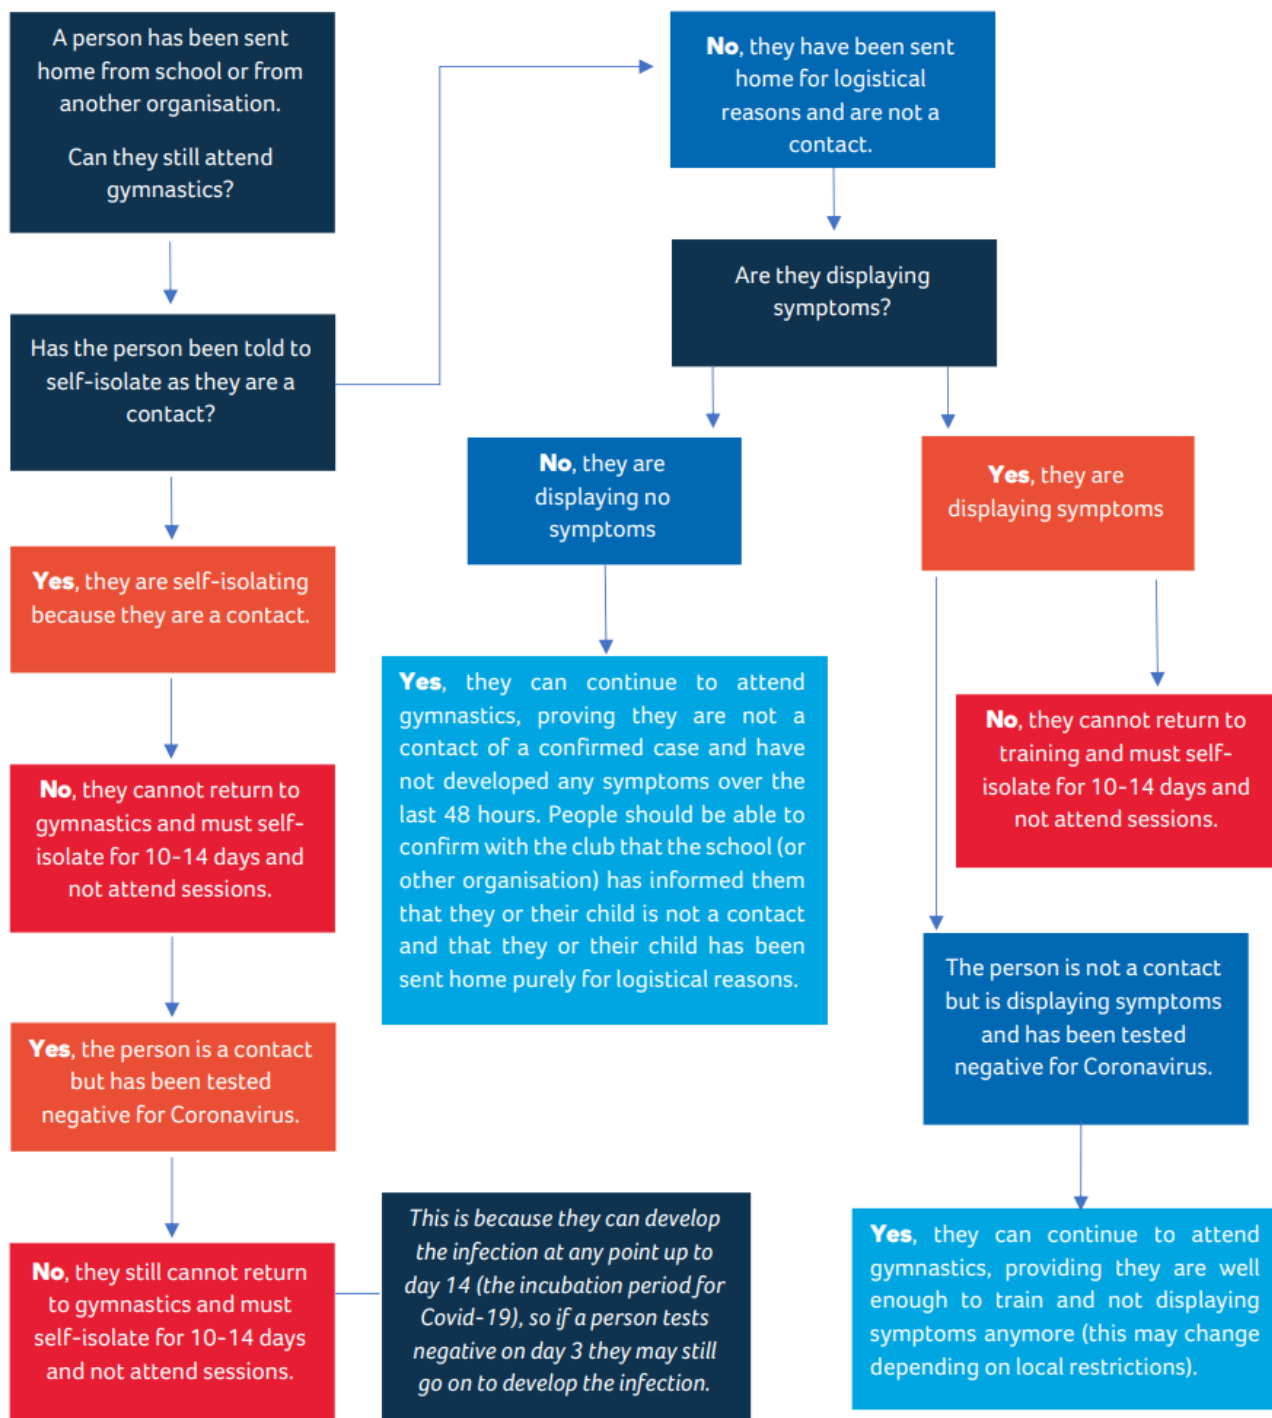 A person has been sent
home from school or from
another organisation.
Can they still attend
gymnastics?
Has the person been told to
self-isolate as they are a
contact?
Yes, they are self-isolating
because they are a contact.
No, they cannot return to
gymnastics and must self-
isolate for 10-14 days and
not attend sessions.
Yes, the person is a contact
but has been tested
negative for Coronavirus.
No, they still cannot return
to gymnastics and must
self-isolate for 10-14 days
and not attend sessions.
This is because they can develop
the infection at any point up to
day 14 (the incubation period for
Covid-19), so if a person tests
negative on day 3 they may still
go on to develop the infection.
No, they have been sent
home for logistical
reasons and are not a
contact.
Are they displaying
symptoms?
No, they are
displaying no
symptoms
Yes, they can continue to attend
gymnastics, proving they are not a
contact of a confirmed case and have
not developed any symptoms over the
last 48 hours. People should be able to
confirm with the club that the school (or
other organisation) has informed them
that they or their child is not a contact
and that they or their child has been
sent home purely for logistical reasons.
Yes, they are
displaying symptoms
No, they cannot return to
training and must self-
isolate for 10-14 days and
not attend sessions.
The person is not a contact
but is displaying symptoms
and has been tested
negative for Coronavirus.
Yes, they can continue to attend
gymnastics, providing they are well
enough to train and not displaying
symptoms anymore (this may change
depending on local restrictions).